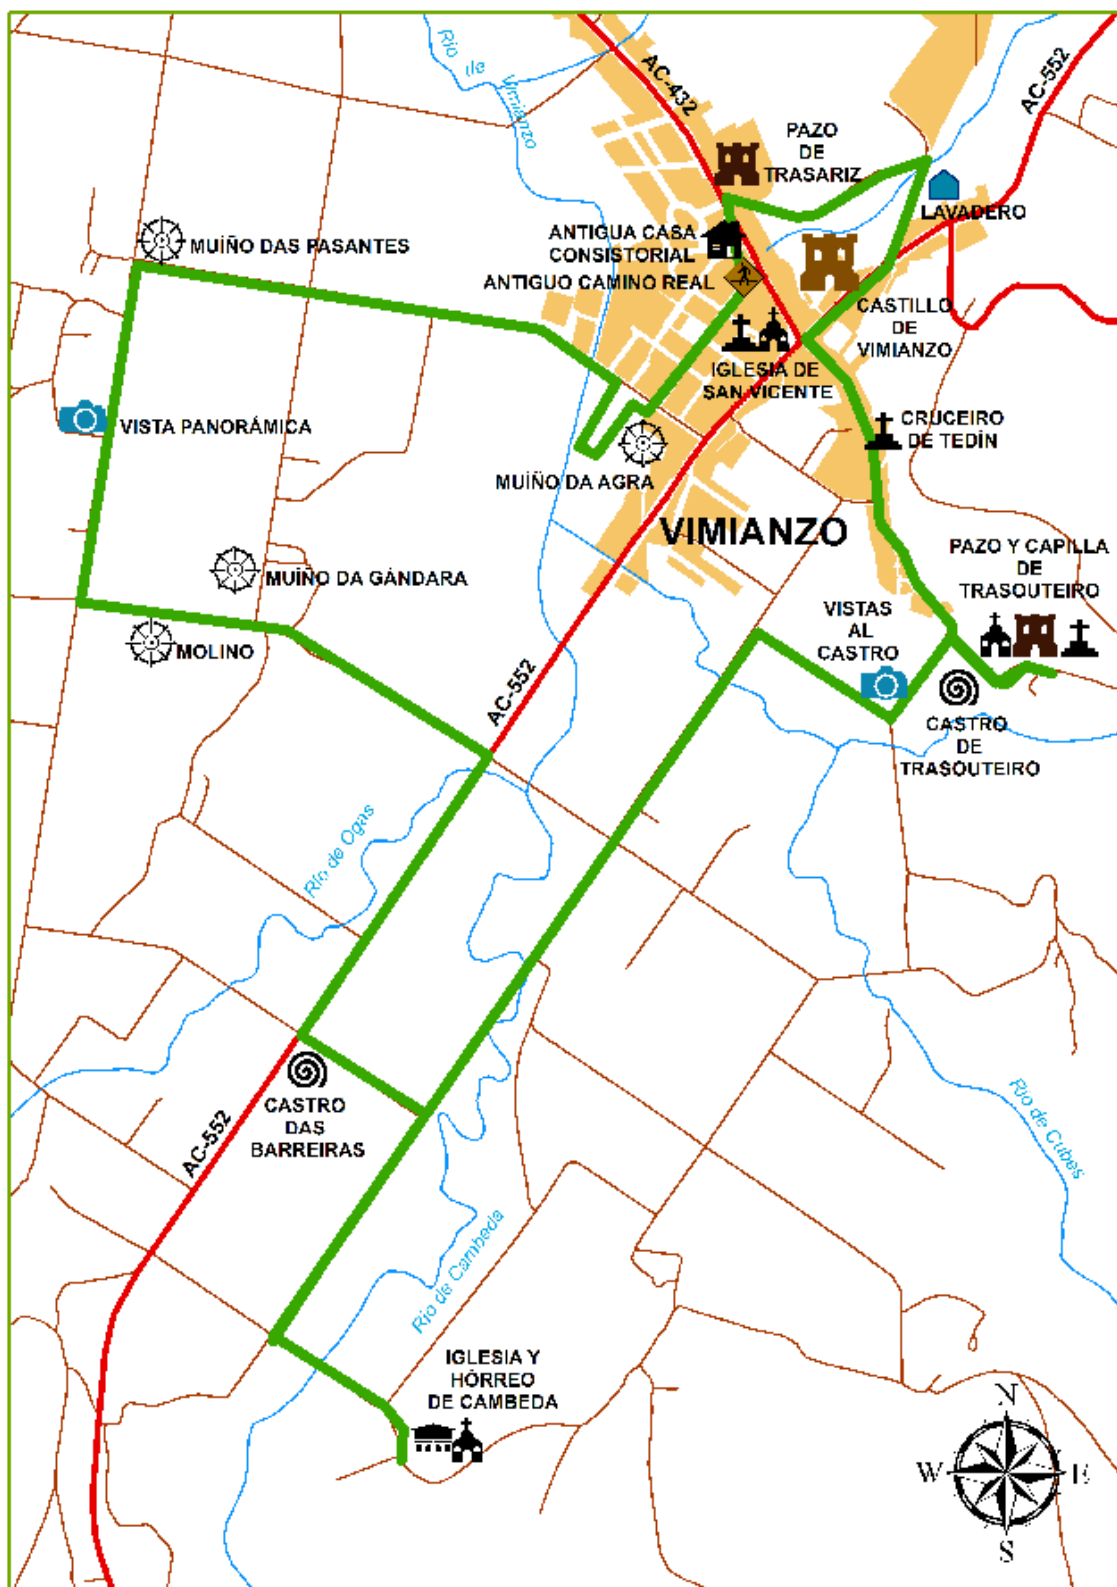 Río de Vimianzo
AC-432
AC-552
PAZO
DE
TRASARIZ
LAVADERO
MUÍÑO DAS PASANTES
ANTIGUA CASA
CONSISTORIAL
ANTIGUO CAMINO REAL
CASTILLO
DE
VIMIANZO
IGLESIA DE
SAN VICENTE
VISTA PANORÁMICA
CRUCEIRO
DE TEDÍN
MUÍÑO DA AGRA
VIMIANZO
PAZO Y CAPILLA
DE
TRASOUTEIRO
MUÍÑO DA GÁNDARA
VISTAS
AL
CASTRO
MOLINO
AC-552
CASTRO
DE
TRASOUTEIRO
Río de Ogas
CASTRO
DAS
BARREIRAS
AC-552
Río de Cubes
Río de Cambeda
IGLESIA Y
HÓRREO
DE CAMBEDA
N
W
E
S